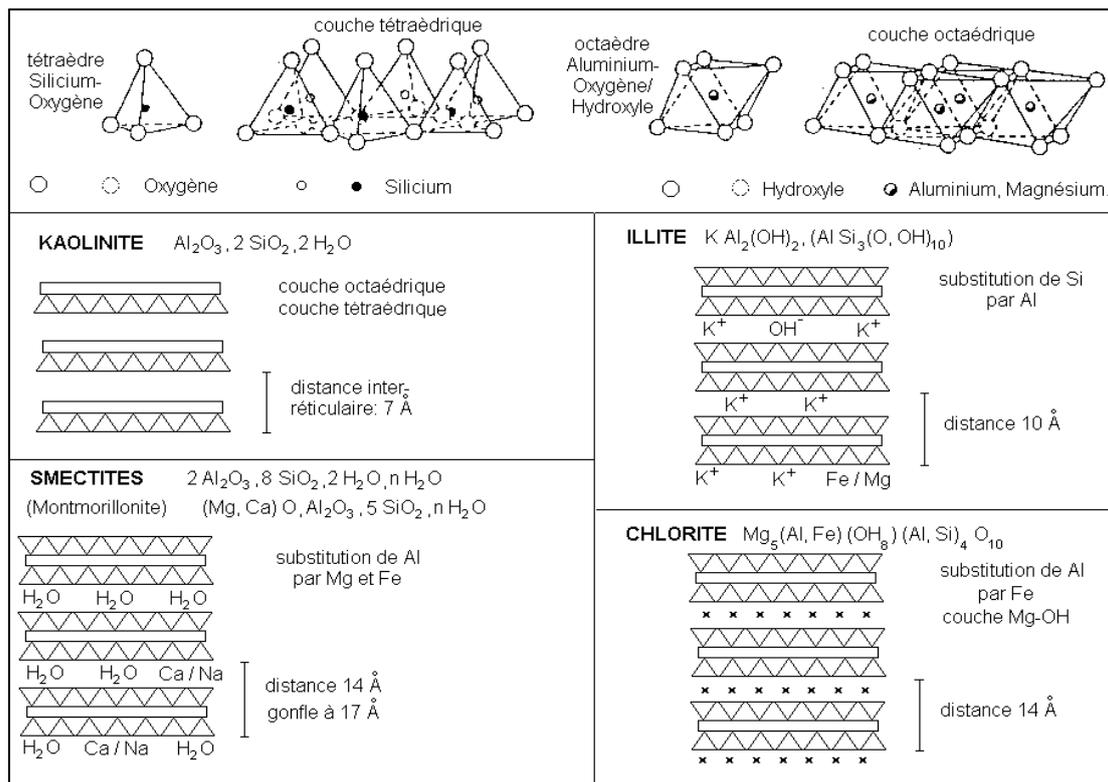 couche tétraèdrique
tétraèdre
Silicium-
Oxygène
octaèdre
Aluminium-
Oxygène/
Hydroxyle
couche octaédrique
Oxygène
Silicium
Hydroxyle
Aluminium, Magnésium.
KAOLINITE Al₂O₃, 2 SiO₂, 2 H₂O
couche octaédrique
couche tétraédrique
distance inter-
réticulaire: 7 Å
SMECTITES 2 Al₂O₃, 8 SiO₂, 2 H₂O, n H₂O
(Montmorillonite) (Mg, Ca) O, Al₂O₃, 5 SiO₂, n H₂O
substitution de Al
par Mg et Fe
H₂O H₂O H₂O
H₂O H₂O Ca / Na
distance 14 Å
gonfle à 17 Å
H₂O Ca / Na H₂O
ILLITE K Al₂(OH)₂, (Al Si₃(O, OH)₁₀)
substitution de Si
par Al
K⁺ OH⁻ K⁺
K⁺ K⁺
distance 10 Å
K⁺ K⁺ Fe / Mg
CHLORITE Mg₅(Al, Fe) (OH₈) (Al, Si)₄ O₁₀
substitution de Al
par Fe
couche Mg-OH
distance 14 Å